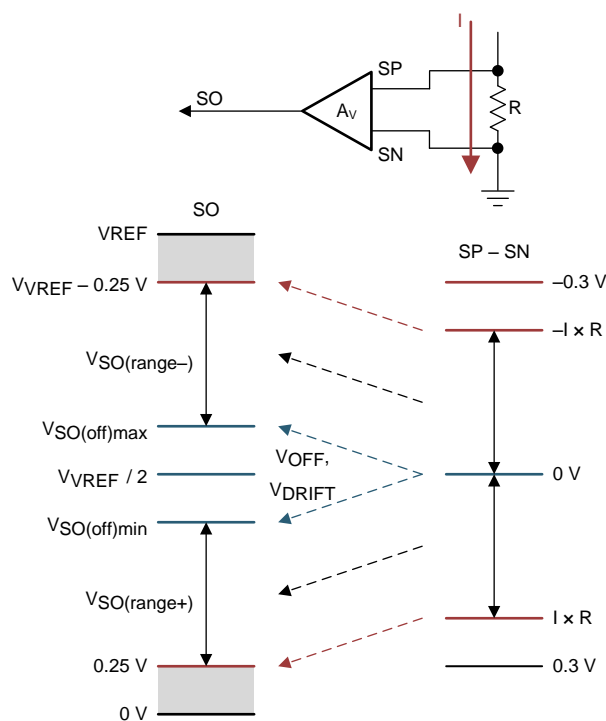 I
SP
SO
AV
R
SN
SO
VREF
SP – SN
VVREF – 0.25 V
–0.3 V
–I × R
VSO(range–)
VSO(off)max
VOFF,
VVREF / 2
0 V
VDRIFT
VSO(off)min
VSO(range+)
I × R
0.25 V
0.3 V
0 V